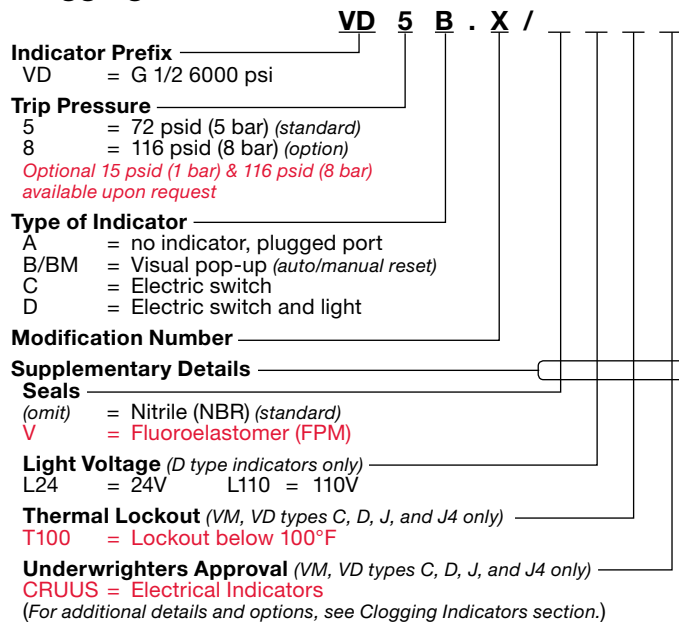 VD 5 B . X /
Indicator Prefix
VD = G 1/2 6000 psi
Trip Pressure
5 = 72 psid (5 bar) (standard)
8 = 116 psid (8 bar) (option)
Optional 15 psid (1 bar) & 116 psid (8 bar)
available upon request
Type of Indicator
A = no indicator, plugged port
B/BM = Visual pop-up (auto/manual reset)
C = Electric switch
D = Electric switch and light
Modification Number
Supplementary Details
Seals
(omit) = Nitrile (NBR) (standard)
V = Fluoroelastomer (FPM)
Light Voltage (D type indicators only)
L24 = 24V L110 = 110V
Thermal Lockout (VM, VD types C, D, J, and J4 only)
T100 = Lockout below 100°F
Underwrighters Approval (VM, VD types C, D, J, and J4 only)
CRUUS = Electrical Indicators
(For additional details and options, see Clogging Indicators section.)